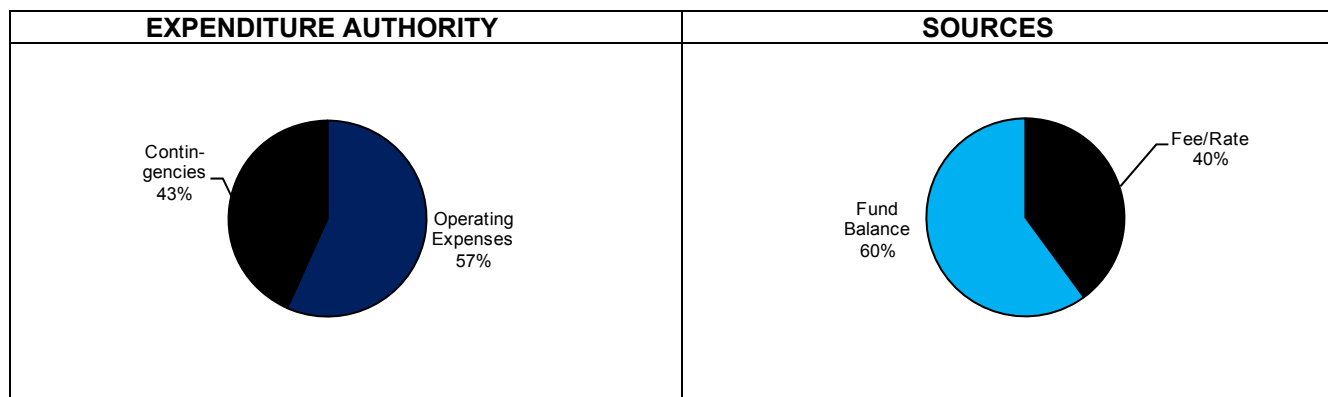 EXPENDITURE AUTHORITY
SOURCES
Contin-
gencies
43%
Operating
Expenses
57%
Fee/Rate
40%
Fund
Balance
60%